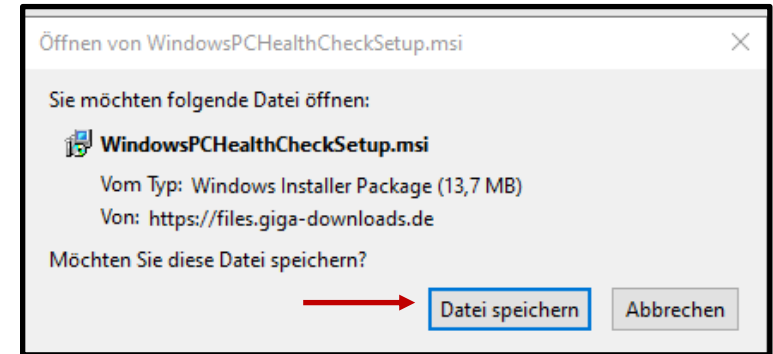 Öffnen von WindowsPCHealthCheckSetup.msi
Sie möchten folgende Datei öffnen:
WindowsPCHealthCheckSetup.msi
Vom Typ: Windows Installer Package (13,7 MB)
Von: https://files.giga-downloads.de
Möchten Sie diese Datei speichern?
Datei speichern Abbrechen